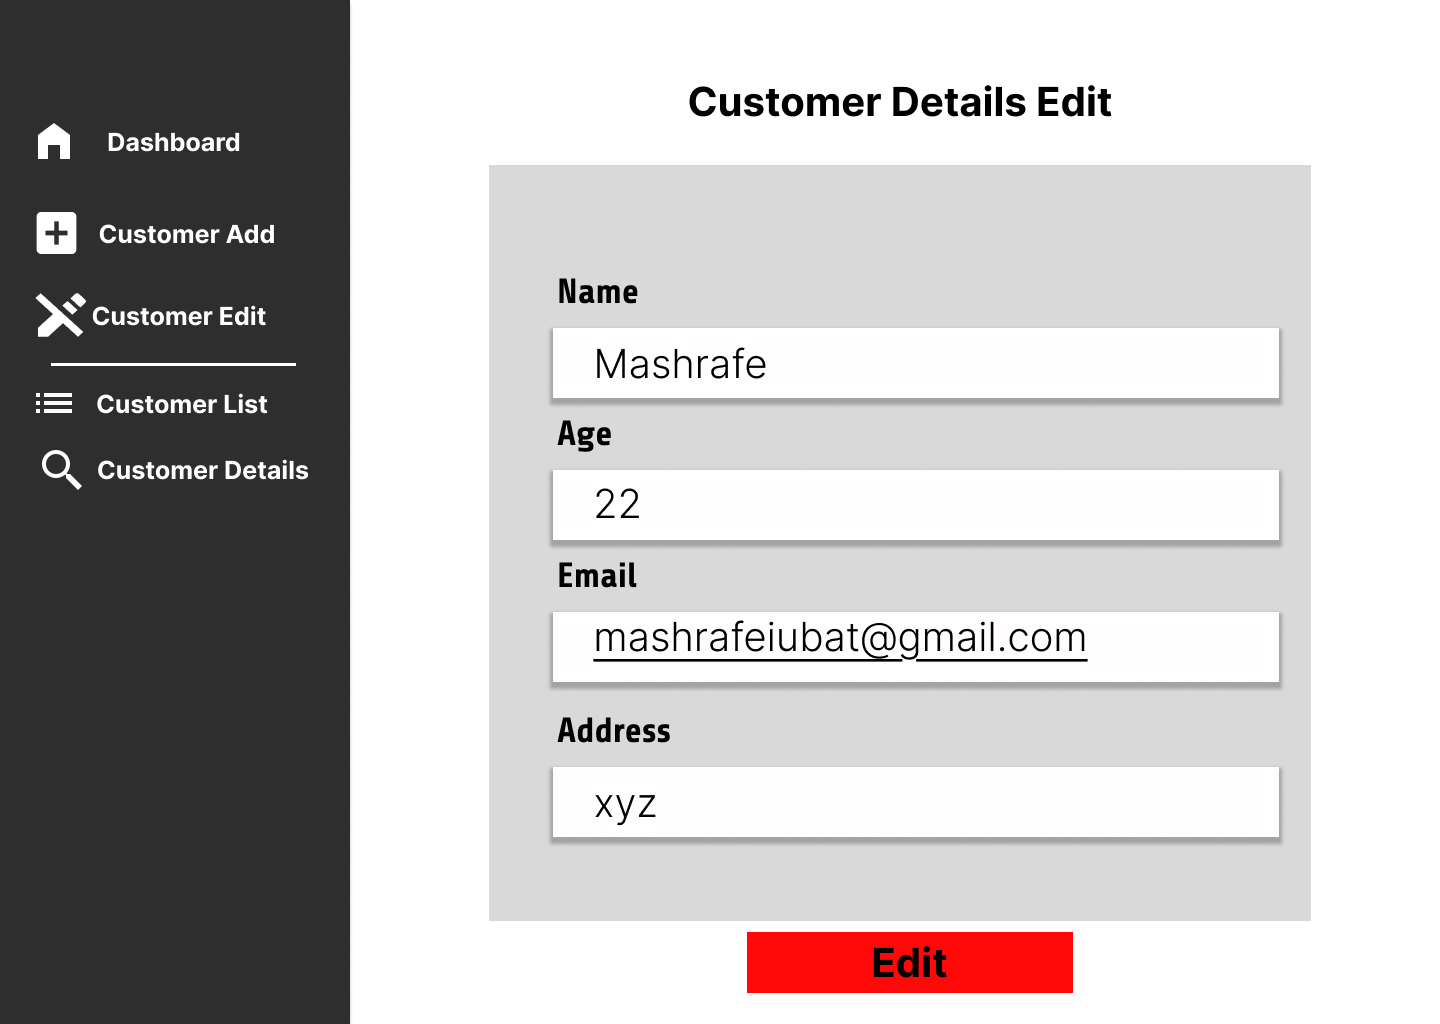 Dashboard
Customer Add
Customer Edit
Customer List
Customer Details
Customer Details Edit
Name
Mashrafe
Age
22
Email
mashrafeiubat@gmail.com
Address
xyz
Edit